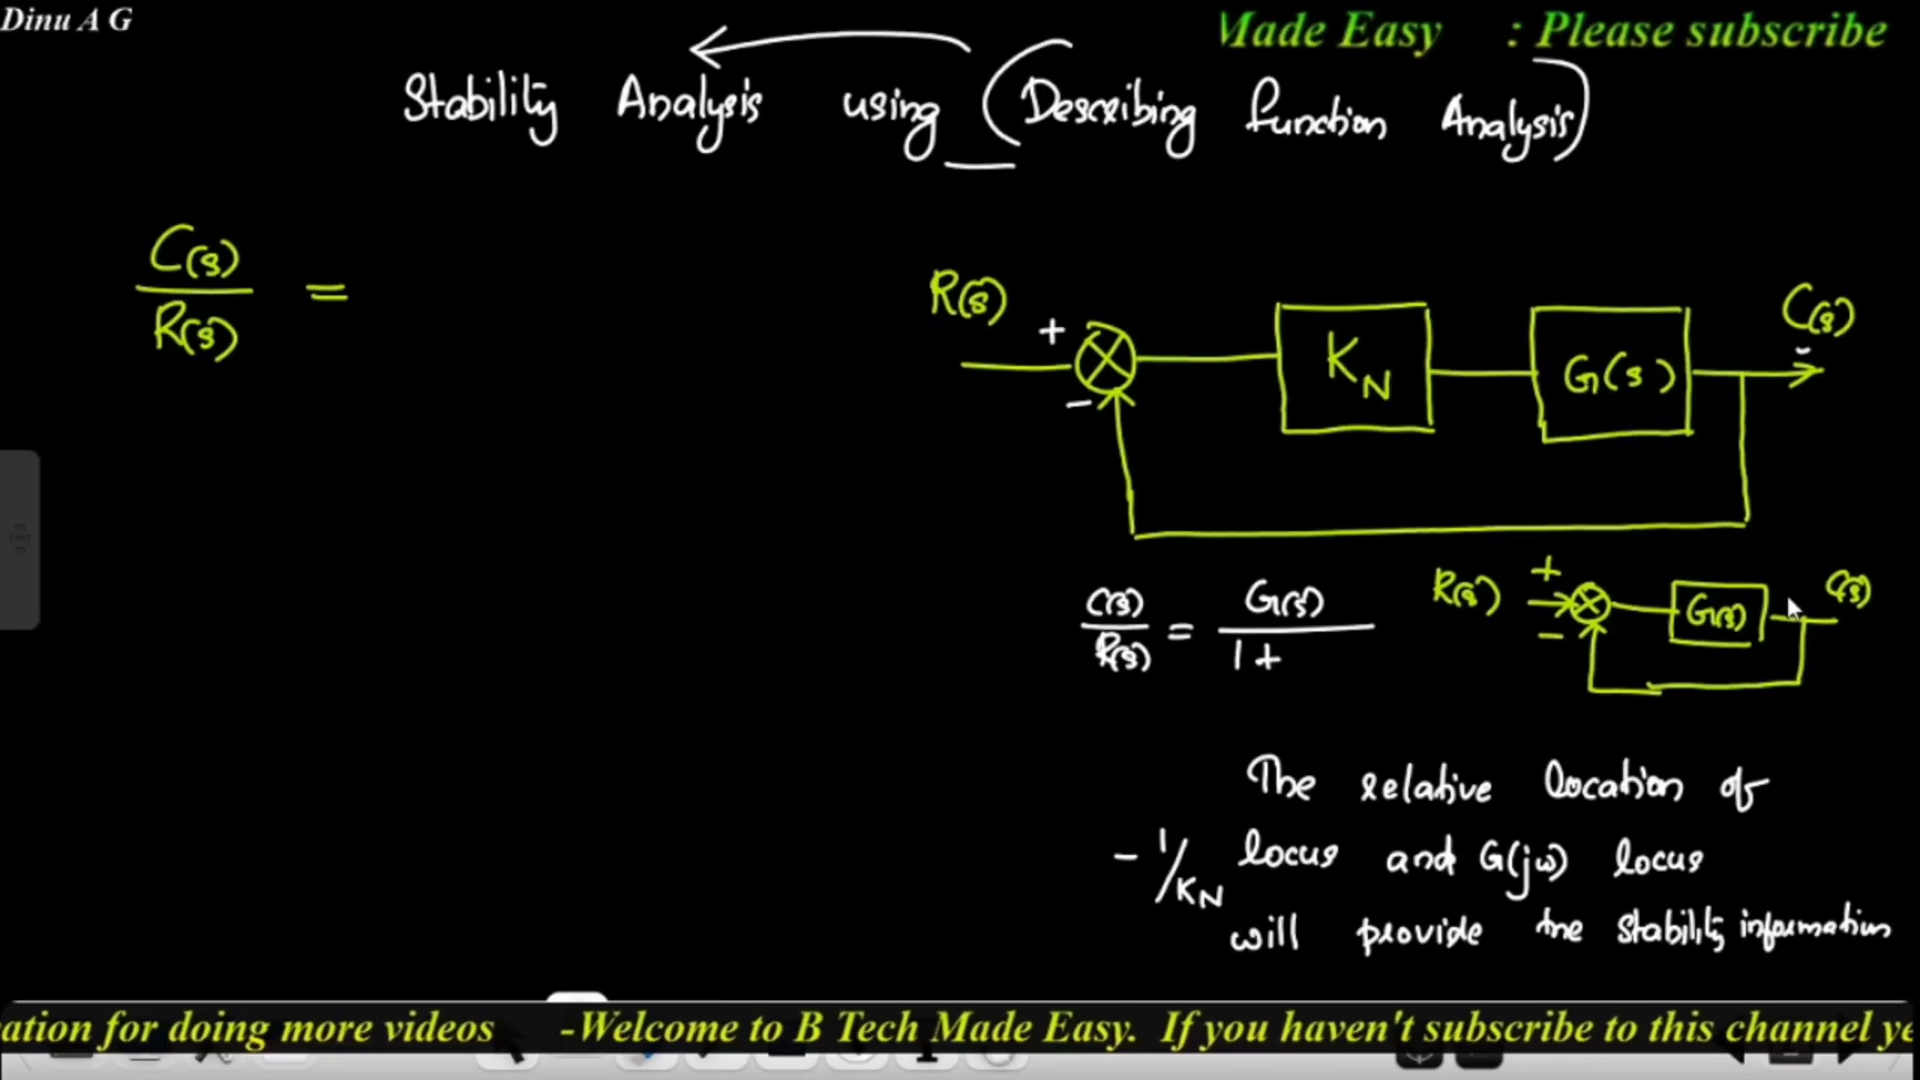 Dinu A G
Made Easy : Please subscribe
Stability Analysis using (Describing function Analysis)
C(s)
R(s)
=
R(s)
+
-
KN
G(s)
C(s)
C(s)
R(s)
=
G(s)
1+
R(s)
+
-
G(s)
C(s)
The relative location of
- 1/KN locus and G(jω) locus
will provide the stability information
ation for doing more videos -Welcome to B Tech Made Easy. If you haven't subscribe to this channel ye